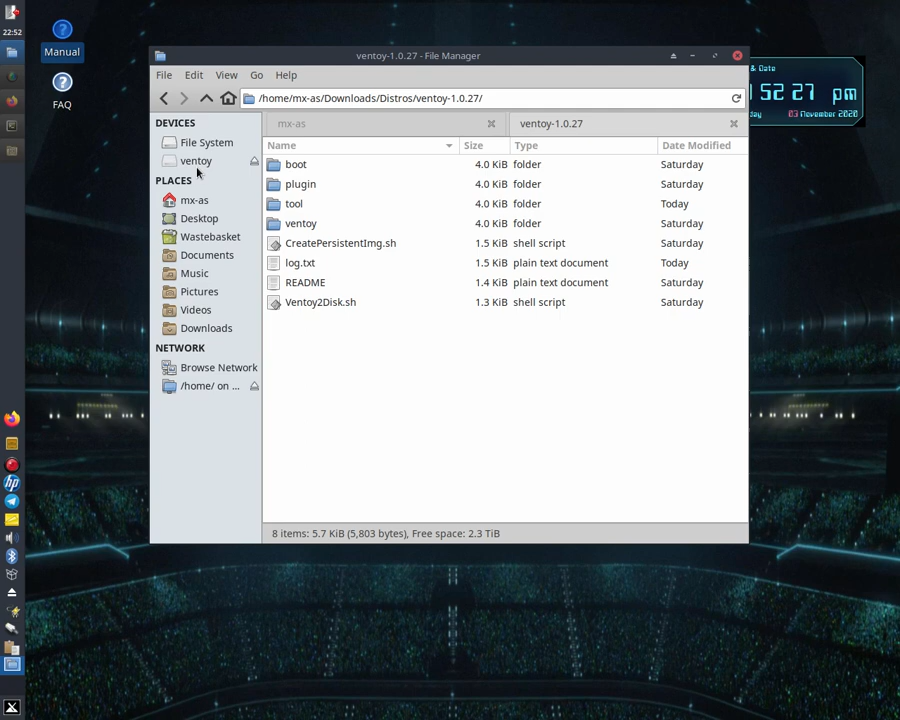 22:52
Manual
FAQ
ventoy-1.0.27 - File Manager
File Edit View Go Help
/home/mx-as/Downloads/Distros/ventoy-1.0.27/
DEVICES
File System
ventoy
PLACES
mx-as
Desktop
Wastebasket
Documents
Music
Pictures
Videos
Downloads
NETWORK
Browse Network
/home/ on ...
mx-as ventoy-1.0.27
Name Size Type Date Modified
boot 4.0 KiB folder Saturday
plugin 4.0 KiB folder Saturday
tool 4.0 KiB folder Today
ventoy 4.0 KiB folder Saturday
CreatePersistentImg.sh 1.5 KiB shell script Saturday
log.txt 1.5 KiB plain text document Today
README 1.4 KiB plain text document Saturday
Ventoy2Disk.sh 1.3 KiB shell script Saturday
8 items: 5.7 KiB (5,803 bytes), Free space: 2.3 TiB
& Date
52 27 pm
day 03 November 2020
hp